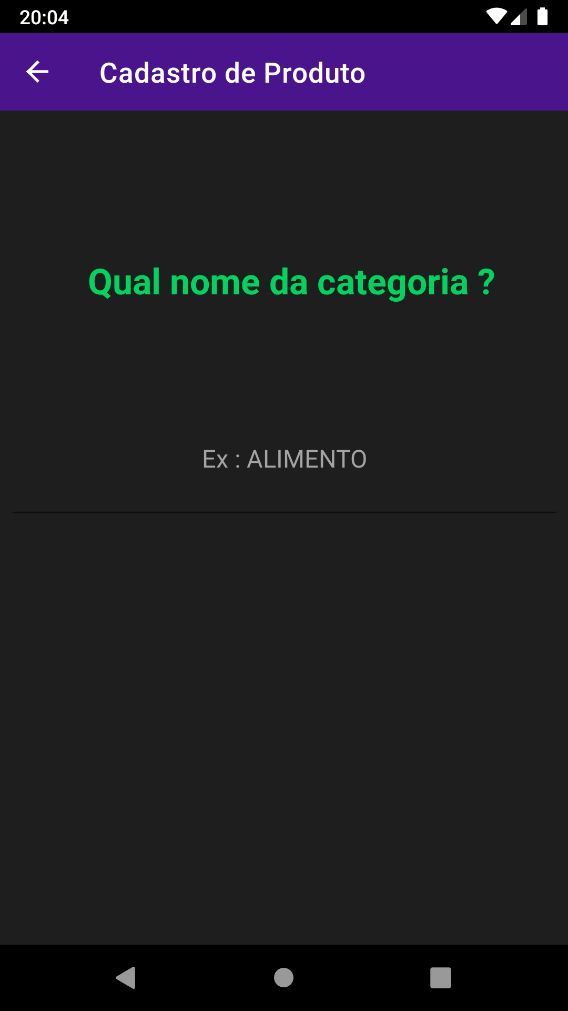 20:04
Cadastro de Produto
Qual nome da categoria ?
Ex : ALIMENTO